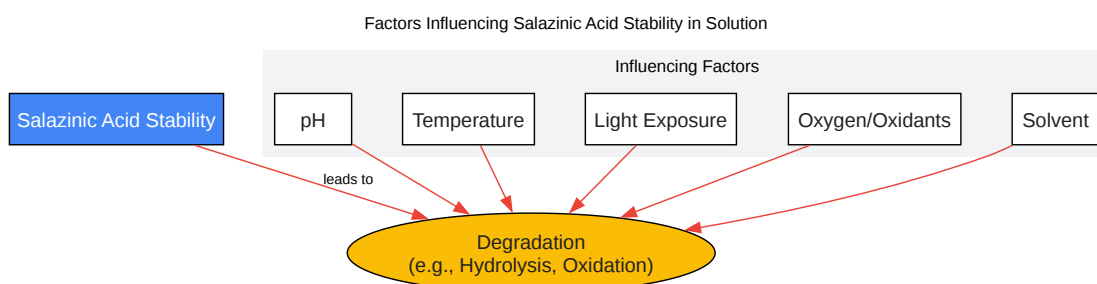 Factors Influencing Salazinic Acid Stability in Solution
Influencing Factors
Salazinic Acid Stability
pH
Temperature
Light Exposure
Oxygen/Oxidants
Solvent
leads to
Degradation
(e.g., Hydrolysis, Oxidation)